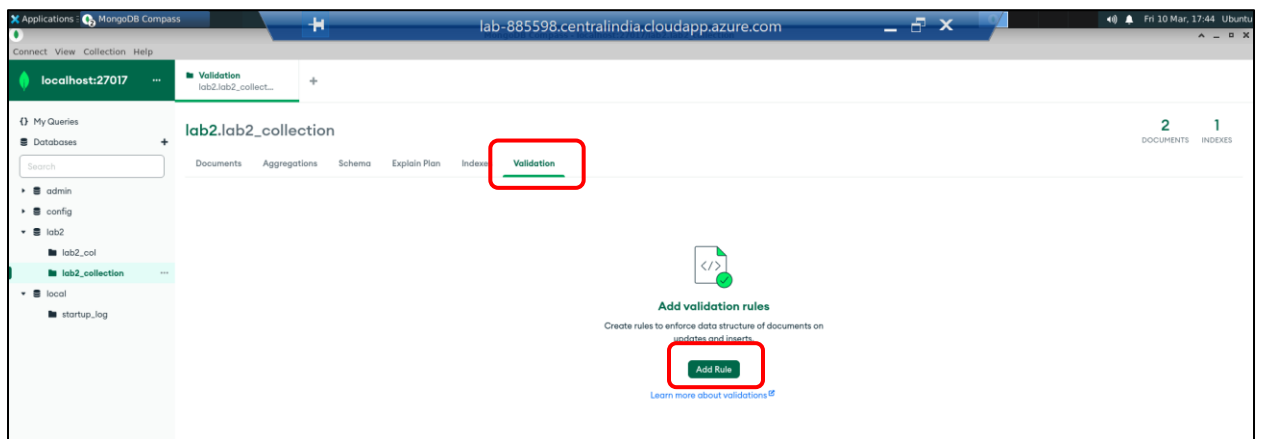 Applications : MongoDB Compass
lab-885598.centralindia.cloudapp.azure.com
Fri 10 Mar, 17:44 Ubuntu
Connect View Collection Help
localhost:27017 ...
Validation
lab2.lab2_collect...
+
{} My Queries
Databases +
Search
admin
config
lab2
lab2_col
lab2_collection ...
local
startup_log
lab2.lab2_collection
2
DOCUMENTS
1
INDEXES
Documents Aggregations Schema Explain Plan Indexe Validation
</>
Add validation rules
Create rules to enforce data structure of documents on
updates and inserts.
Add Rule
Learn more about validations